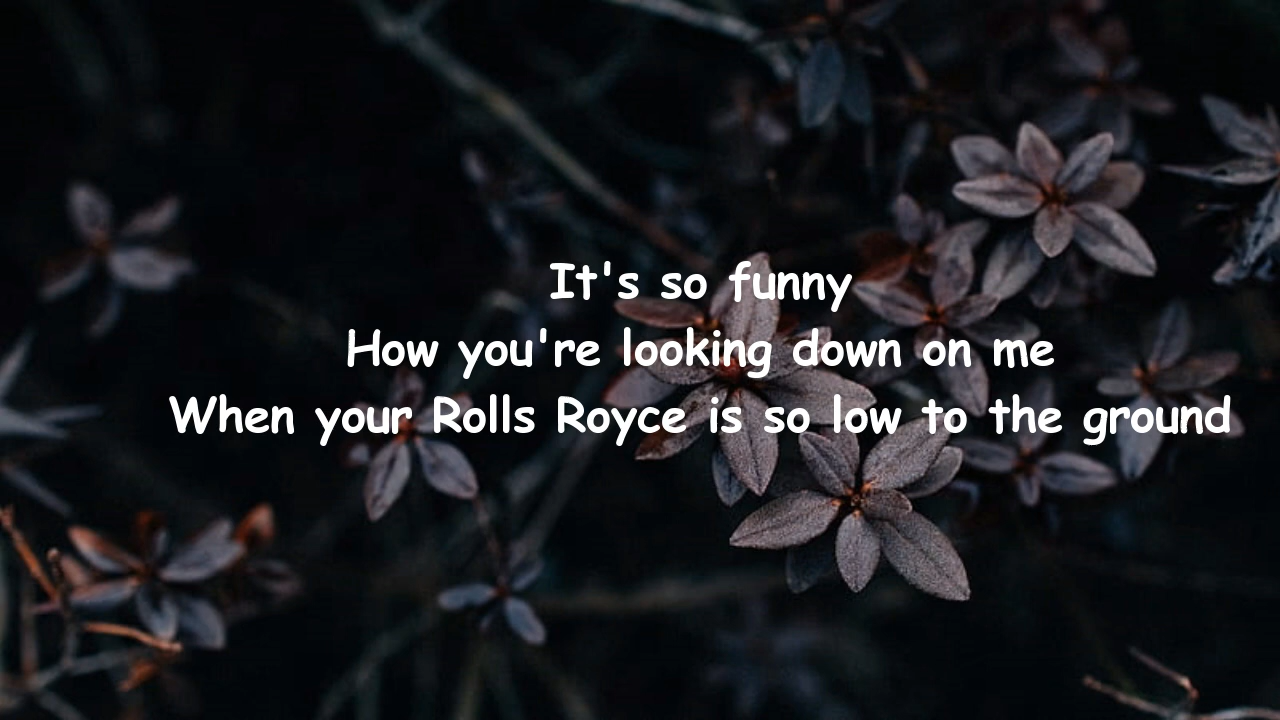 It's so funny
How you're looking down on me
When your Rolls Royce is so low to the ground